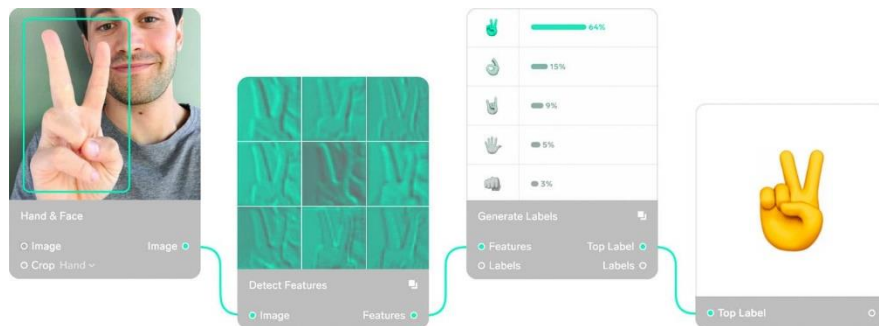 Hand & Face
Image
Image
Crop Hand
Detect Features
Image
Features
64%
15%
9%
5%
3%
Generate Labels
Features
Top Label
Labels
Labels
Top Label